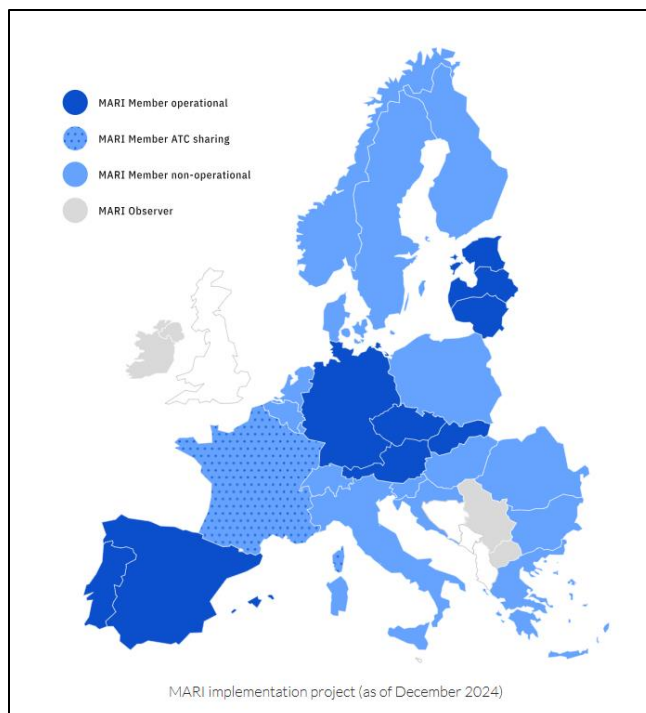 MARI Member operational
MARI Member ATC sharing
MARI Member non-operational
MARI Observer
MARI implementation project (as of December 2024)